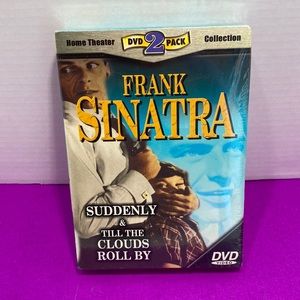 Home Theater DVD 2 PACK Collection
FRANK
SINATRA
SUDDENLY
&
TILL THE
CLOUDS
ROLL BY
DVD
VIDEO